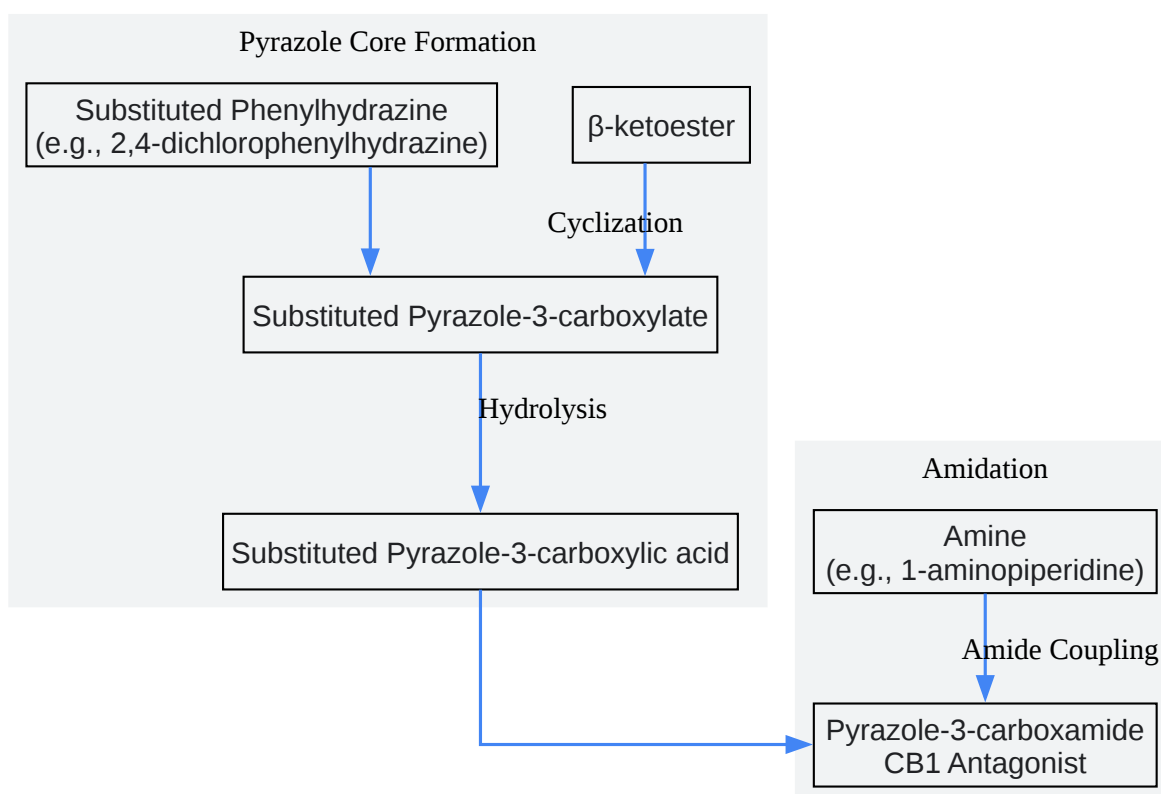 Pyrazole Core Formation
Substituted Phenylhydrazine
(e.g., 2,4-dichlorophenylhydrazine)
β-ketoester
Cyclization
Substituted Pyrazole-3-carboxylate
Hydrolysis
Substituted Pyrazole-3-carboxylic acid
Amidation
Amine
(e.g., 1-aminopiperidine)
Amide Coupling
Pyrazole-3-carboxamide
CB1 Antagonist